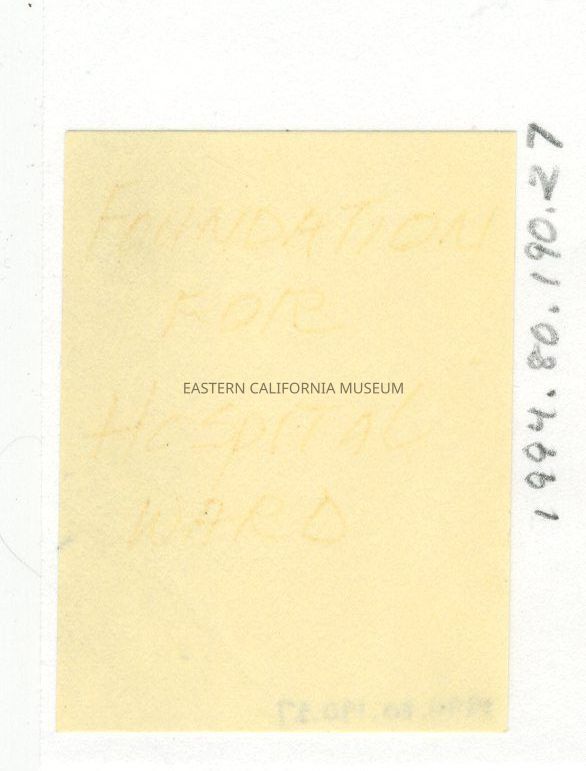 FOUNDATION
FOR
HOSPITAL
WARD
EASTERN CALIFORNIA MUSEUM
1994.80.190.27